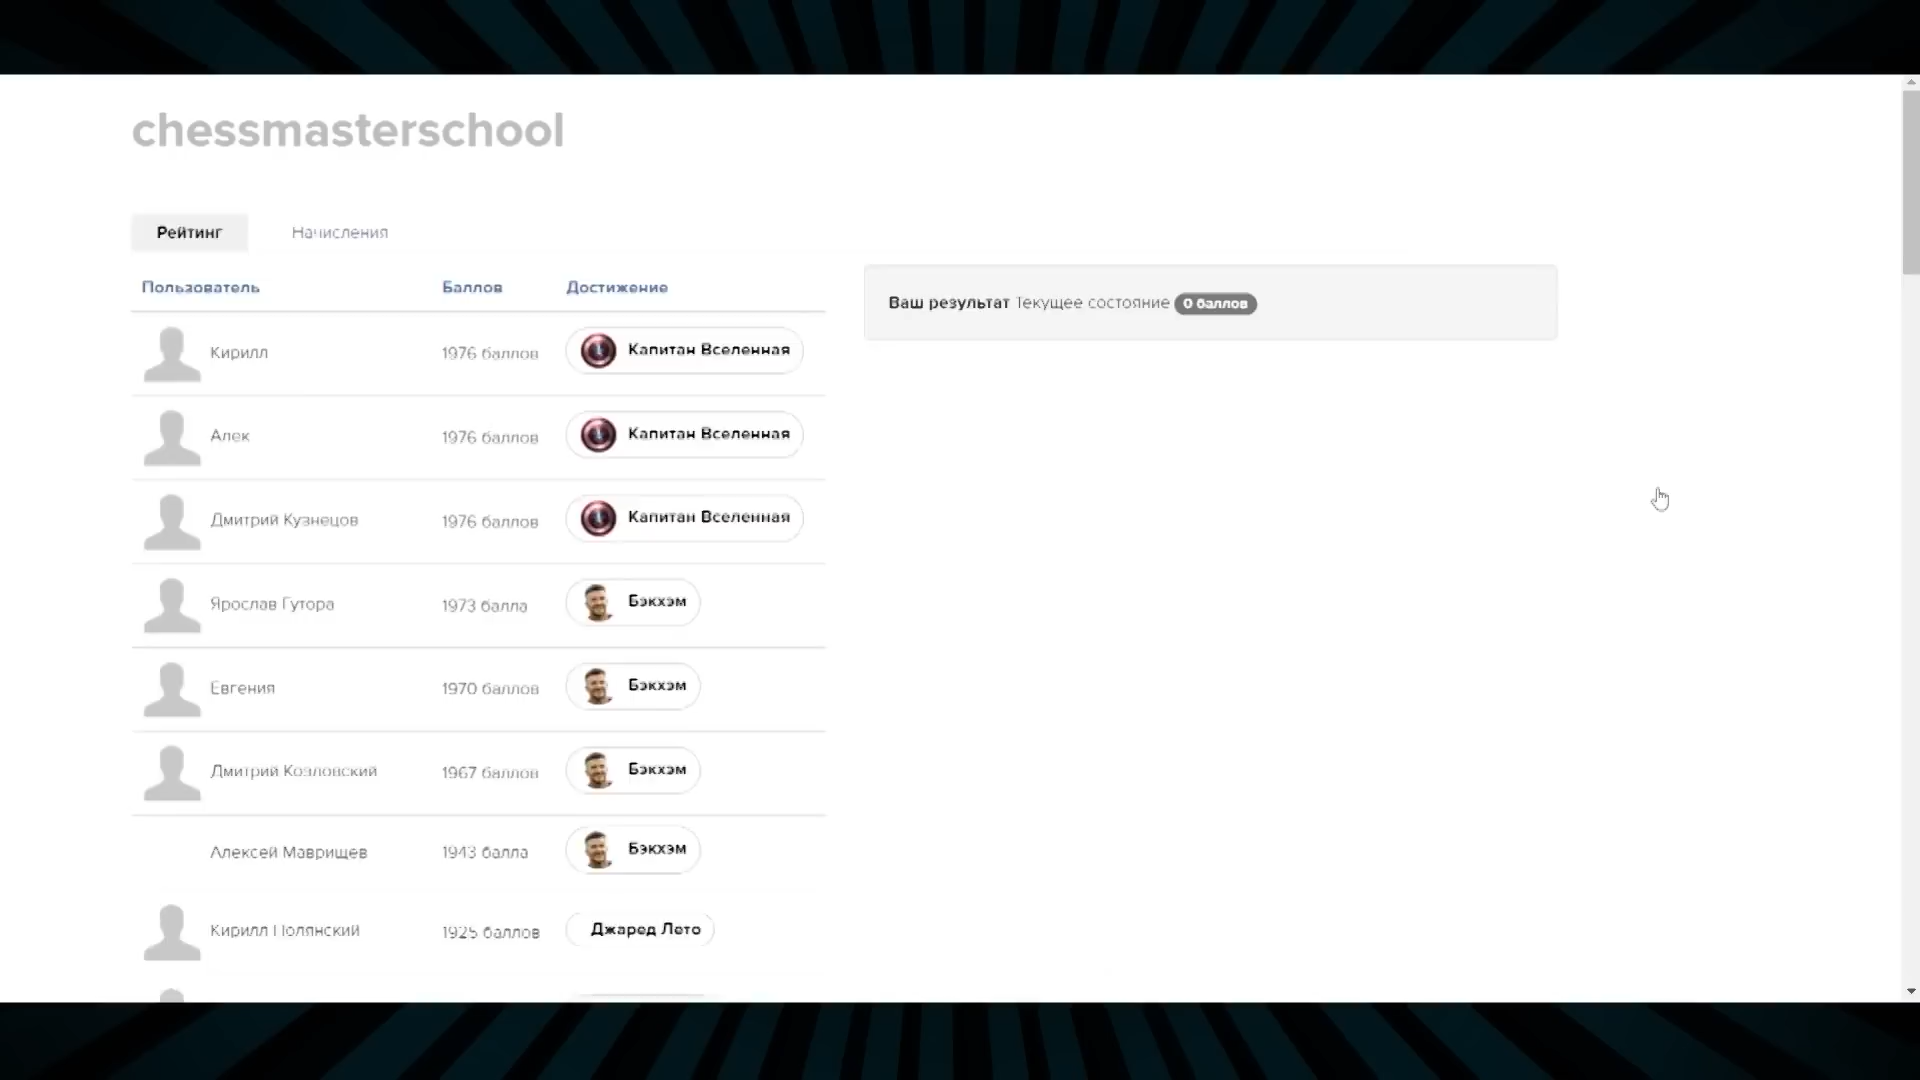 chessmasterschool
Рейтинг Начисления
Пользователь Баллов Достижение
Ваш результат Текущее состояние 0 баллов
Кирилл 1976 баллов Капитан Вселенная
Алек 1976 баллов Капитан Вселенная
Дмитрий Кузнецов 1976 баллов Капитан Вселенная
Ярослав Гутора 1973 балла Бэкхэм
Евгения 1970 баллов Бэкхэм
Дмитрий Козловский 1967 баллов Бэкхэм
Алексей Маврищев 1943 балла Бэкхэм
Кирилл Полянский 1925 баллов Джаред Лето